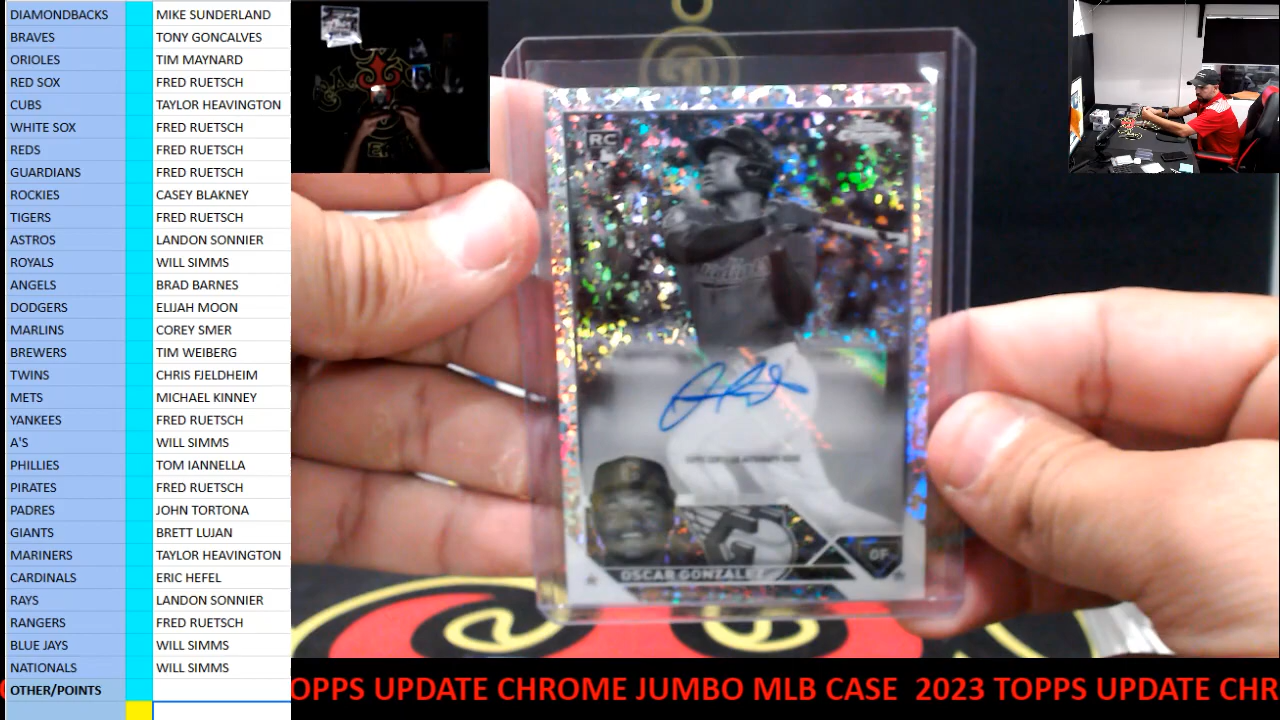 DIAMONDBACKS MIKE SUNDERLAND
BRAVES TONY GONCALVES
ORIOLES TIM MAYNARD
RED SOX FRED RUETSCH
CUBS TAYLOR HEAVINGTON
WHITE SOX FRED RUETSCH
REDS FRED RUETSCH
GUARDIANS FRED RUETSCH
ROCKIES CASEY BLAKNEY
TIGERS FRED RUETSCH
ASTROS LANDON SONNIER
ROYALS WILL SIMMS
ANGELS BRAD BARNES
DODGERS ELIJAH MOON
MARLINS COREY SMER
BREWERS TIM WEIBERG
TWINS CHRIS FJELDHEIM
METS MICHAEL KINNEY
YANKEES FRED RUETSCH
A'S WILL SIMMS
PHILLIES TOM IANNELLA
PIRATES FRED RUETSCH
PADRES JOHN TORTONA
GIANTS BRETT LUJAN
MARINERS TAYLOR HEAVINGTON
CARDINALS ERIC HEFEL
RAYS LANDON SONNIER
RANGERS FRED RUETSCH
BLUE JAYS WILL SIMMS
NATIONALS WILL SIMMS
OTHER/POINTS
RC
OSCAR GONZALEZ
OF
OPPS UPDATE CHROME JUMBO MLB CASE 2023 TOPPS UPDATE CHR